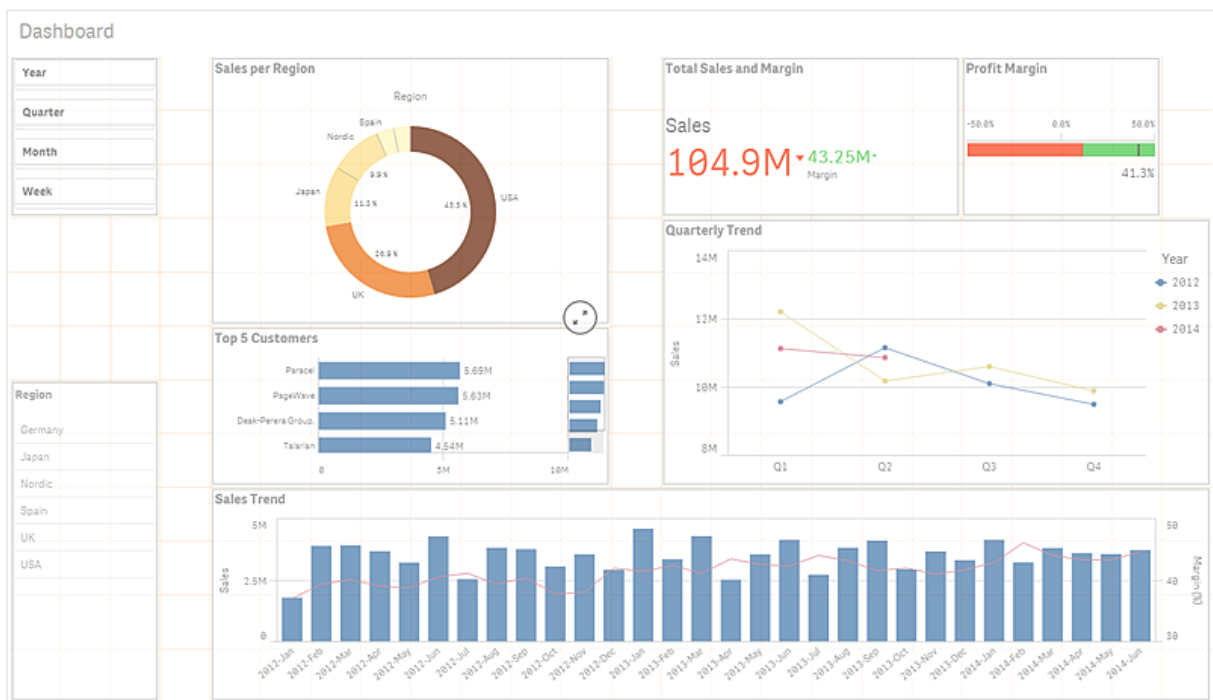 Dashboard
Year
Quarter
Month
Week
Region
Germany
Japan
Nordic
Spain
UK
USA
Sales per Region
Region
Spain
Nordic
Japan
UK
USA
9.9%
11.3%
26.9%
45.5%
Top 5 Customers
Paracel
5.69M
PageWave
5.63M
Deak-Perera Group.
5.11M
Talarian
4.54M
0 5M 10M
Total Sales and Margin
Sales
104.9M
43.25M
Margin
Profit Margin
-50.0% 0.0% 50.0%
41.3%
Quarterly Trend
14M
12M
10M
8M
Sales
Q1 Q2 Q3 Q4
Year
2012
2013
2014
Sales Trend
5M
2.5M
0
Sales
50
40
30
Margin (%)
2012-Jan 2012-Feb 2012-Mar 2012-Apr 2012-May 2012-Jun 2012-Jul 2012-Aug 2012-Sep 2012-Oct 2012-Nov 2012-Dec 2013-Jan 2013-Feb 2013-Mar 2013-Apr 2013-May 2013-Jun 2013-Jul 2013-Aug 2013-Sep 2013-Oct 2013-Nov 2013-Dec 2014-Jan 2014-Feb 2014-Mar 2014-Apr 2014-May 2014-Jun